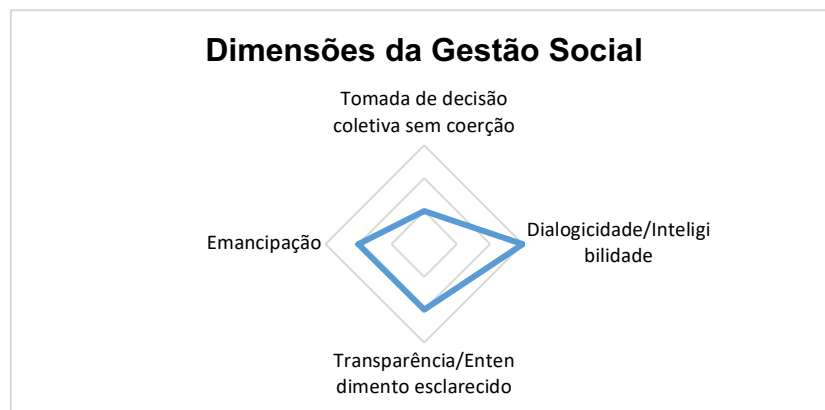 Dimensões da Gestão Social
Tomada de decisão
coletiva sem coerção
Emancipação
Dialogicidade/Inteligi
bilidade
Transparência/Enten
dimento esclarecido